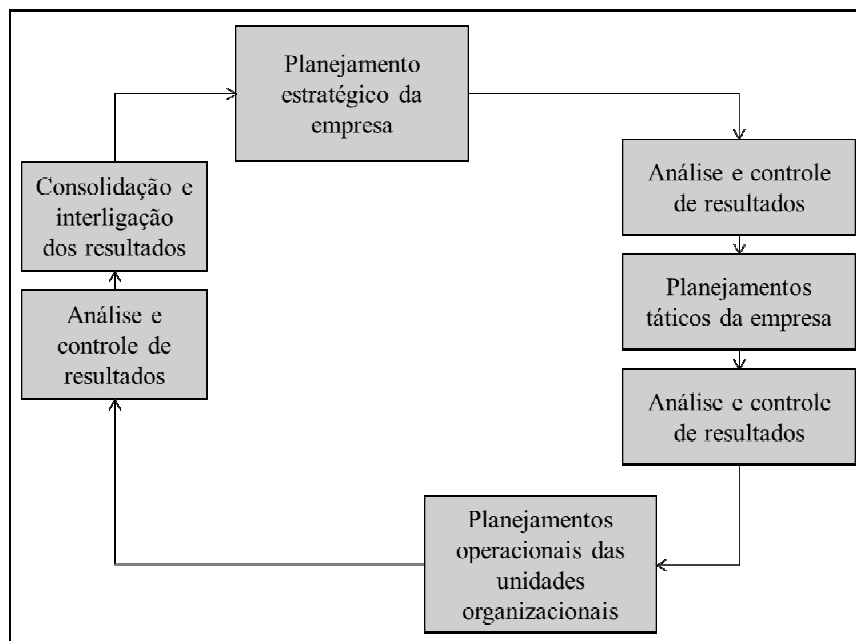 Planejamento
estratégico da
empresa
Análise e controle
de resultados
Planejamentos
táticos da empresa
Análise e controle
de resultados
Planejamentos
operacionais das
unidades
organizacionais
Análise e
controle de
resultados
Consolidação e
interligação
dos resultados